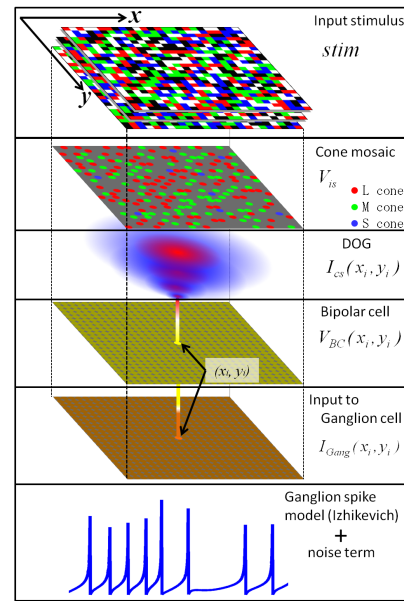 x
y
Input stimulus
stim
Cone mosaic
V_is
L cone
M cone
S cone
DOG
I_cs(x_i, y_i)
Bipolar cell
V_BC(x_i, y_i)
(x_i, y_i)
Input to
Ganglion cell
I_Gang(x_i, y_i)
Ganglion spike
model (Izhikevich)
+
noise term